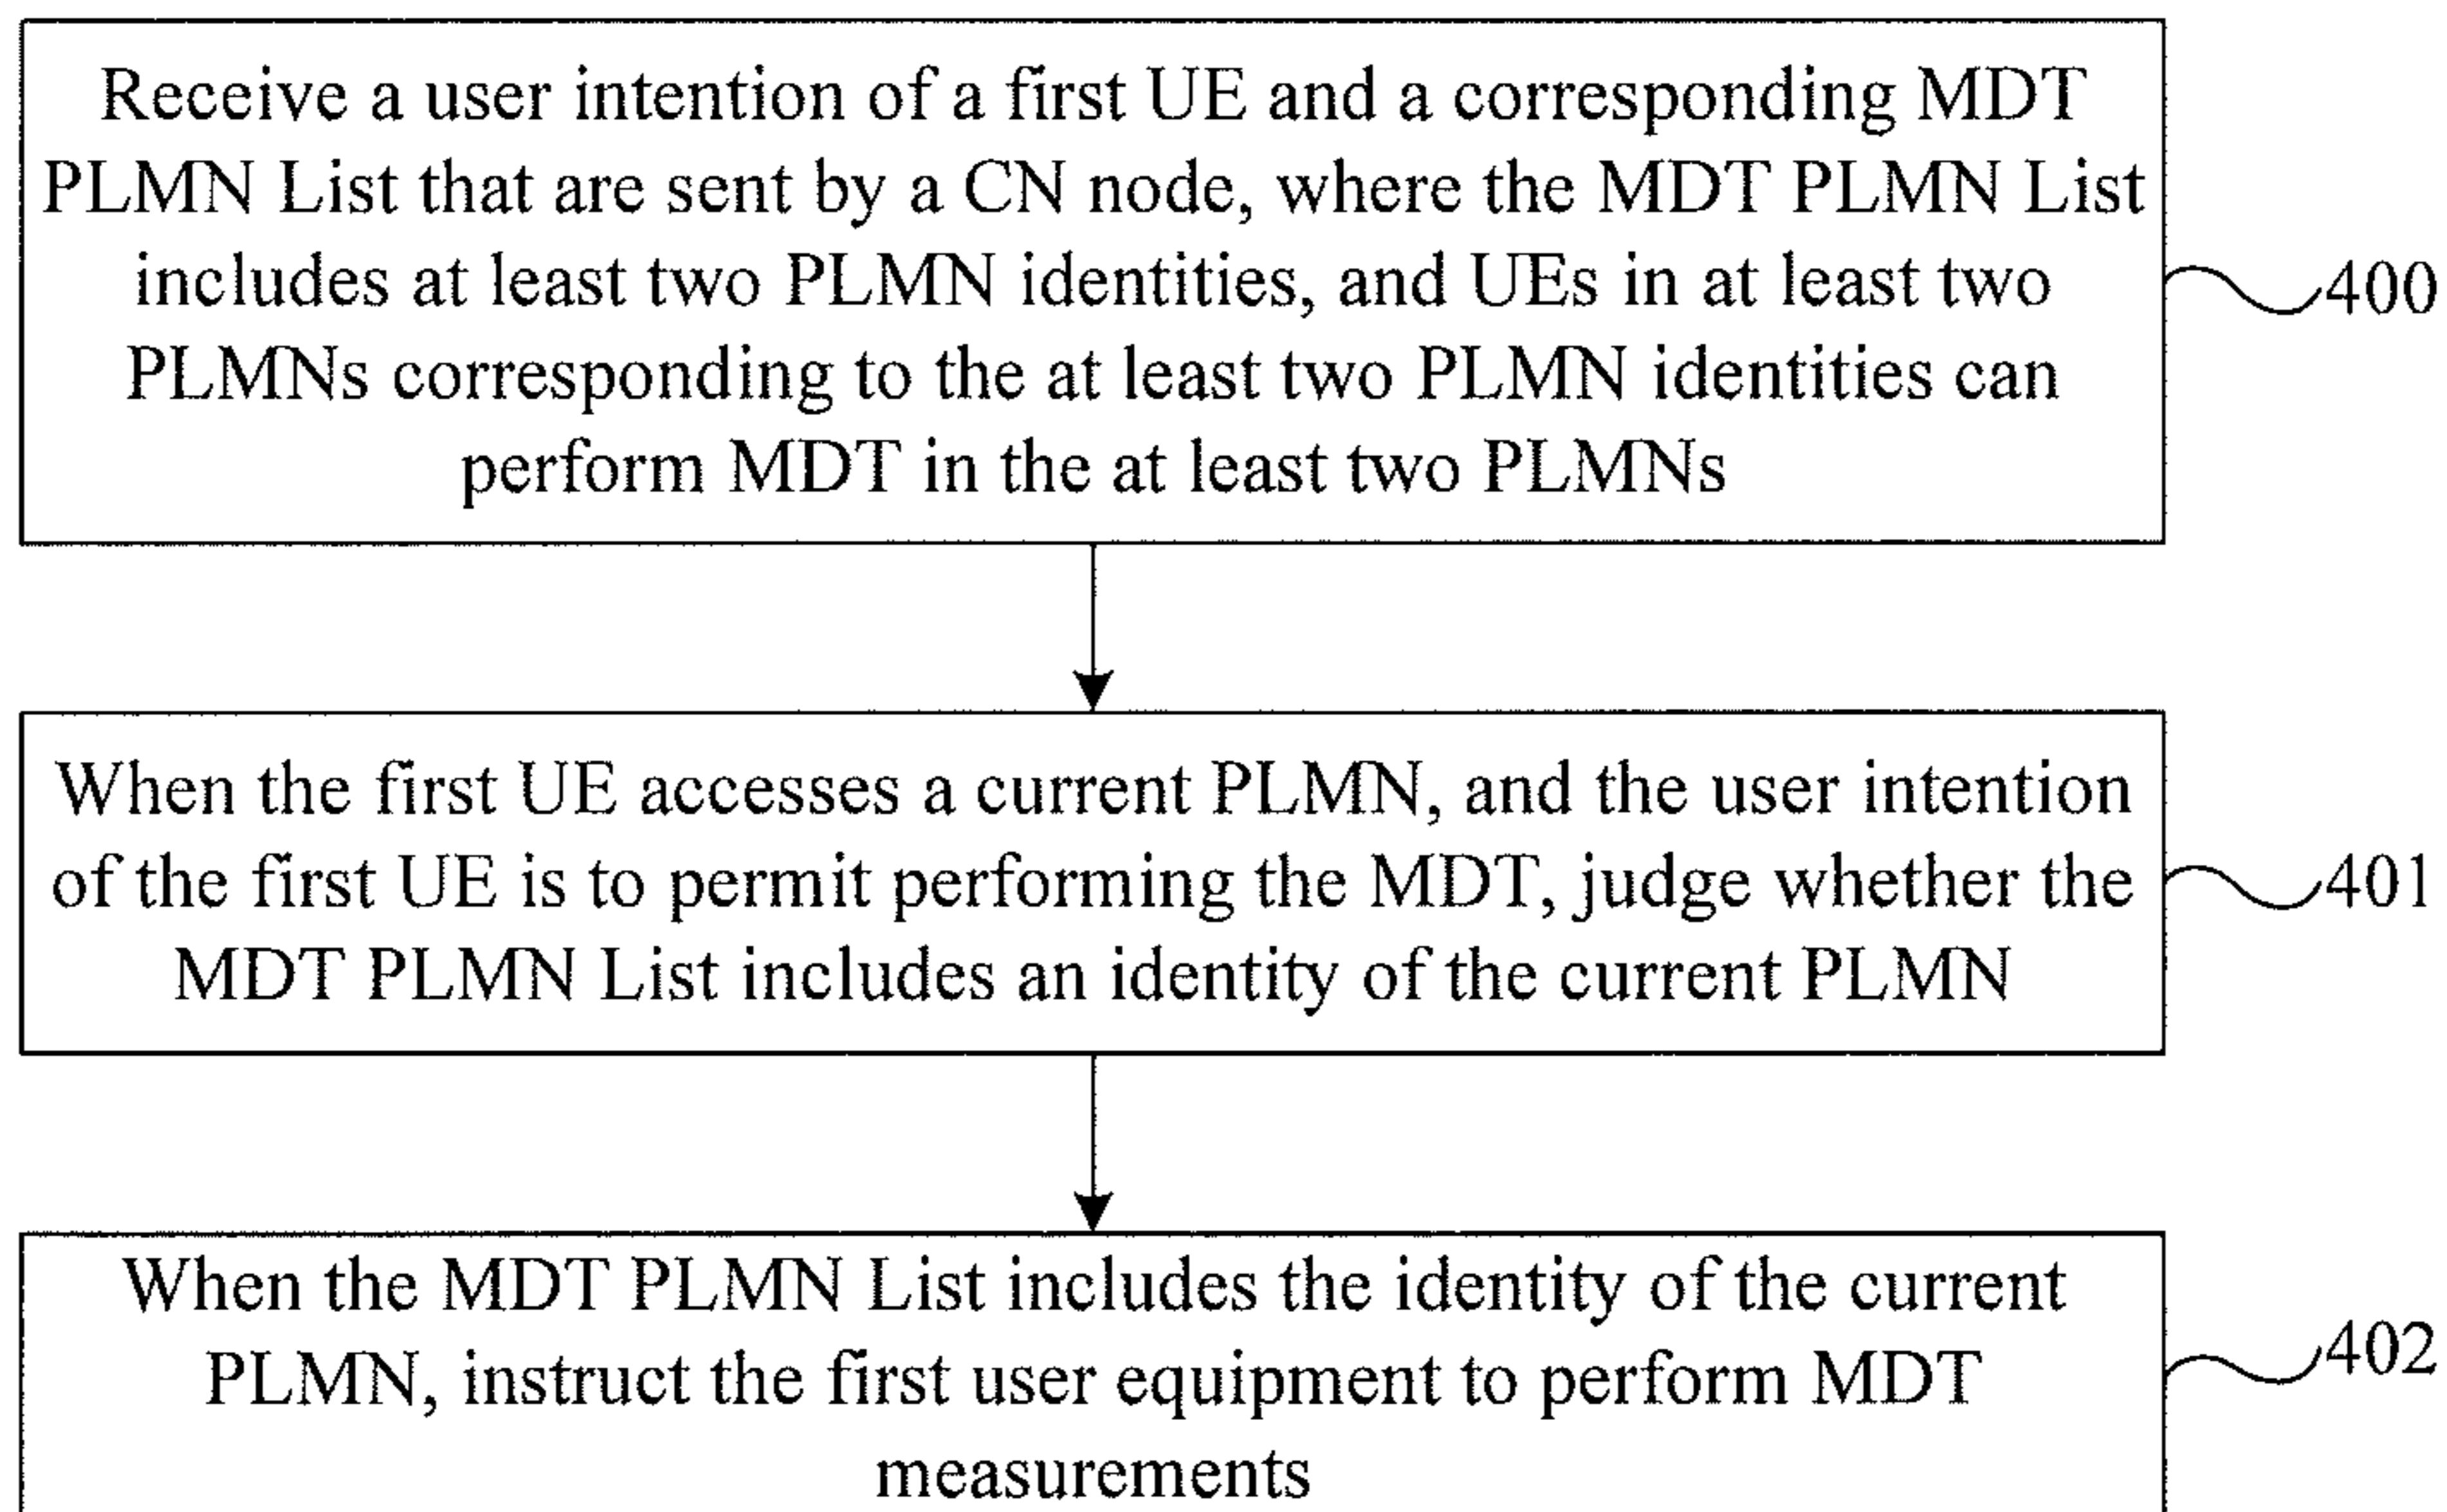 Receive a user intention of a first UE and a corresponding MDT
PLMN List that are sent by a CN node, where the MDT PLMN List
includes at least two PLMN identities, and UEs in at least two
PLMNs corresponding to the at least two PLMN identities can
perform MDT in the at least two PLMNs
400
When the first UE accesses a current PLMN, and the user intention
of the first UE is to permit performing the MDT, judge whether the
MDT PLMN List includes an identity of the current PLMN
401
When the MDT PLMN List includes the identity of the current
PLMN, instruct the first user equipment to perform MDT
measurements
402